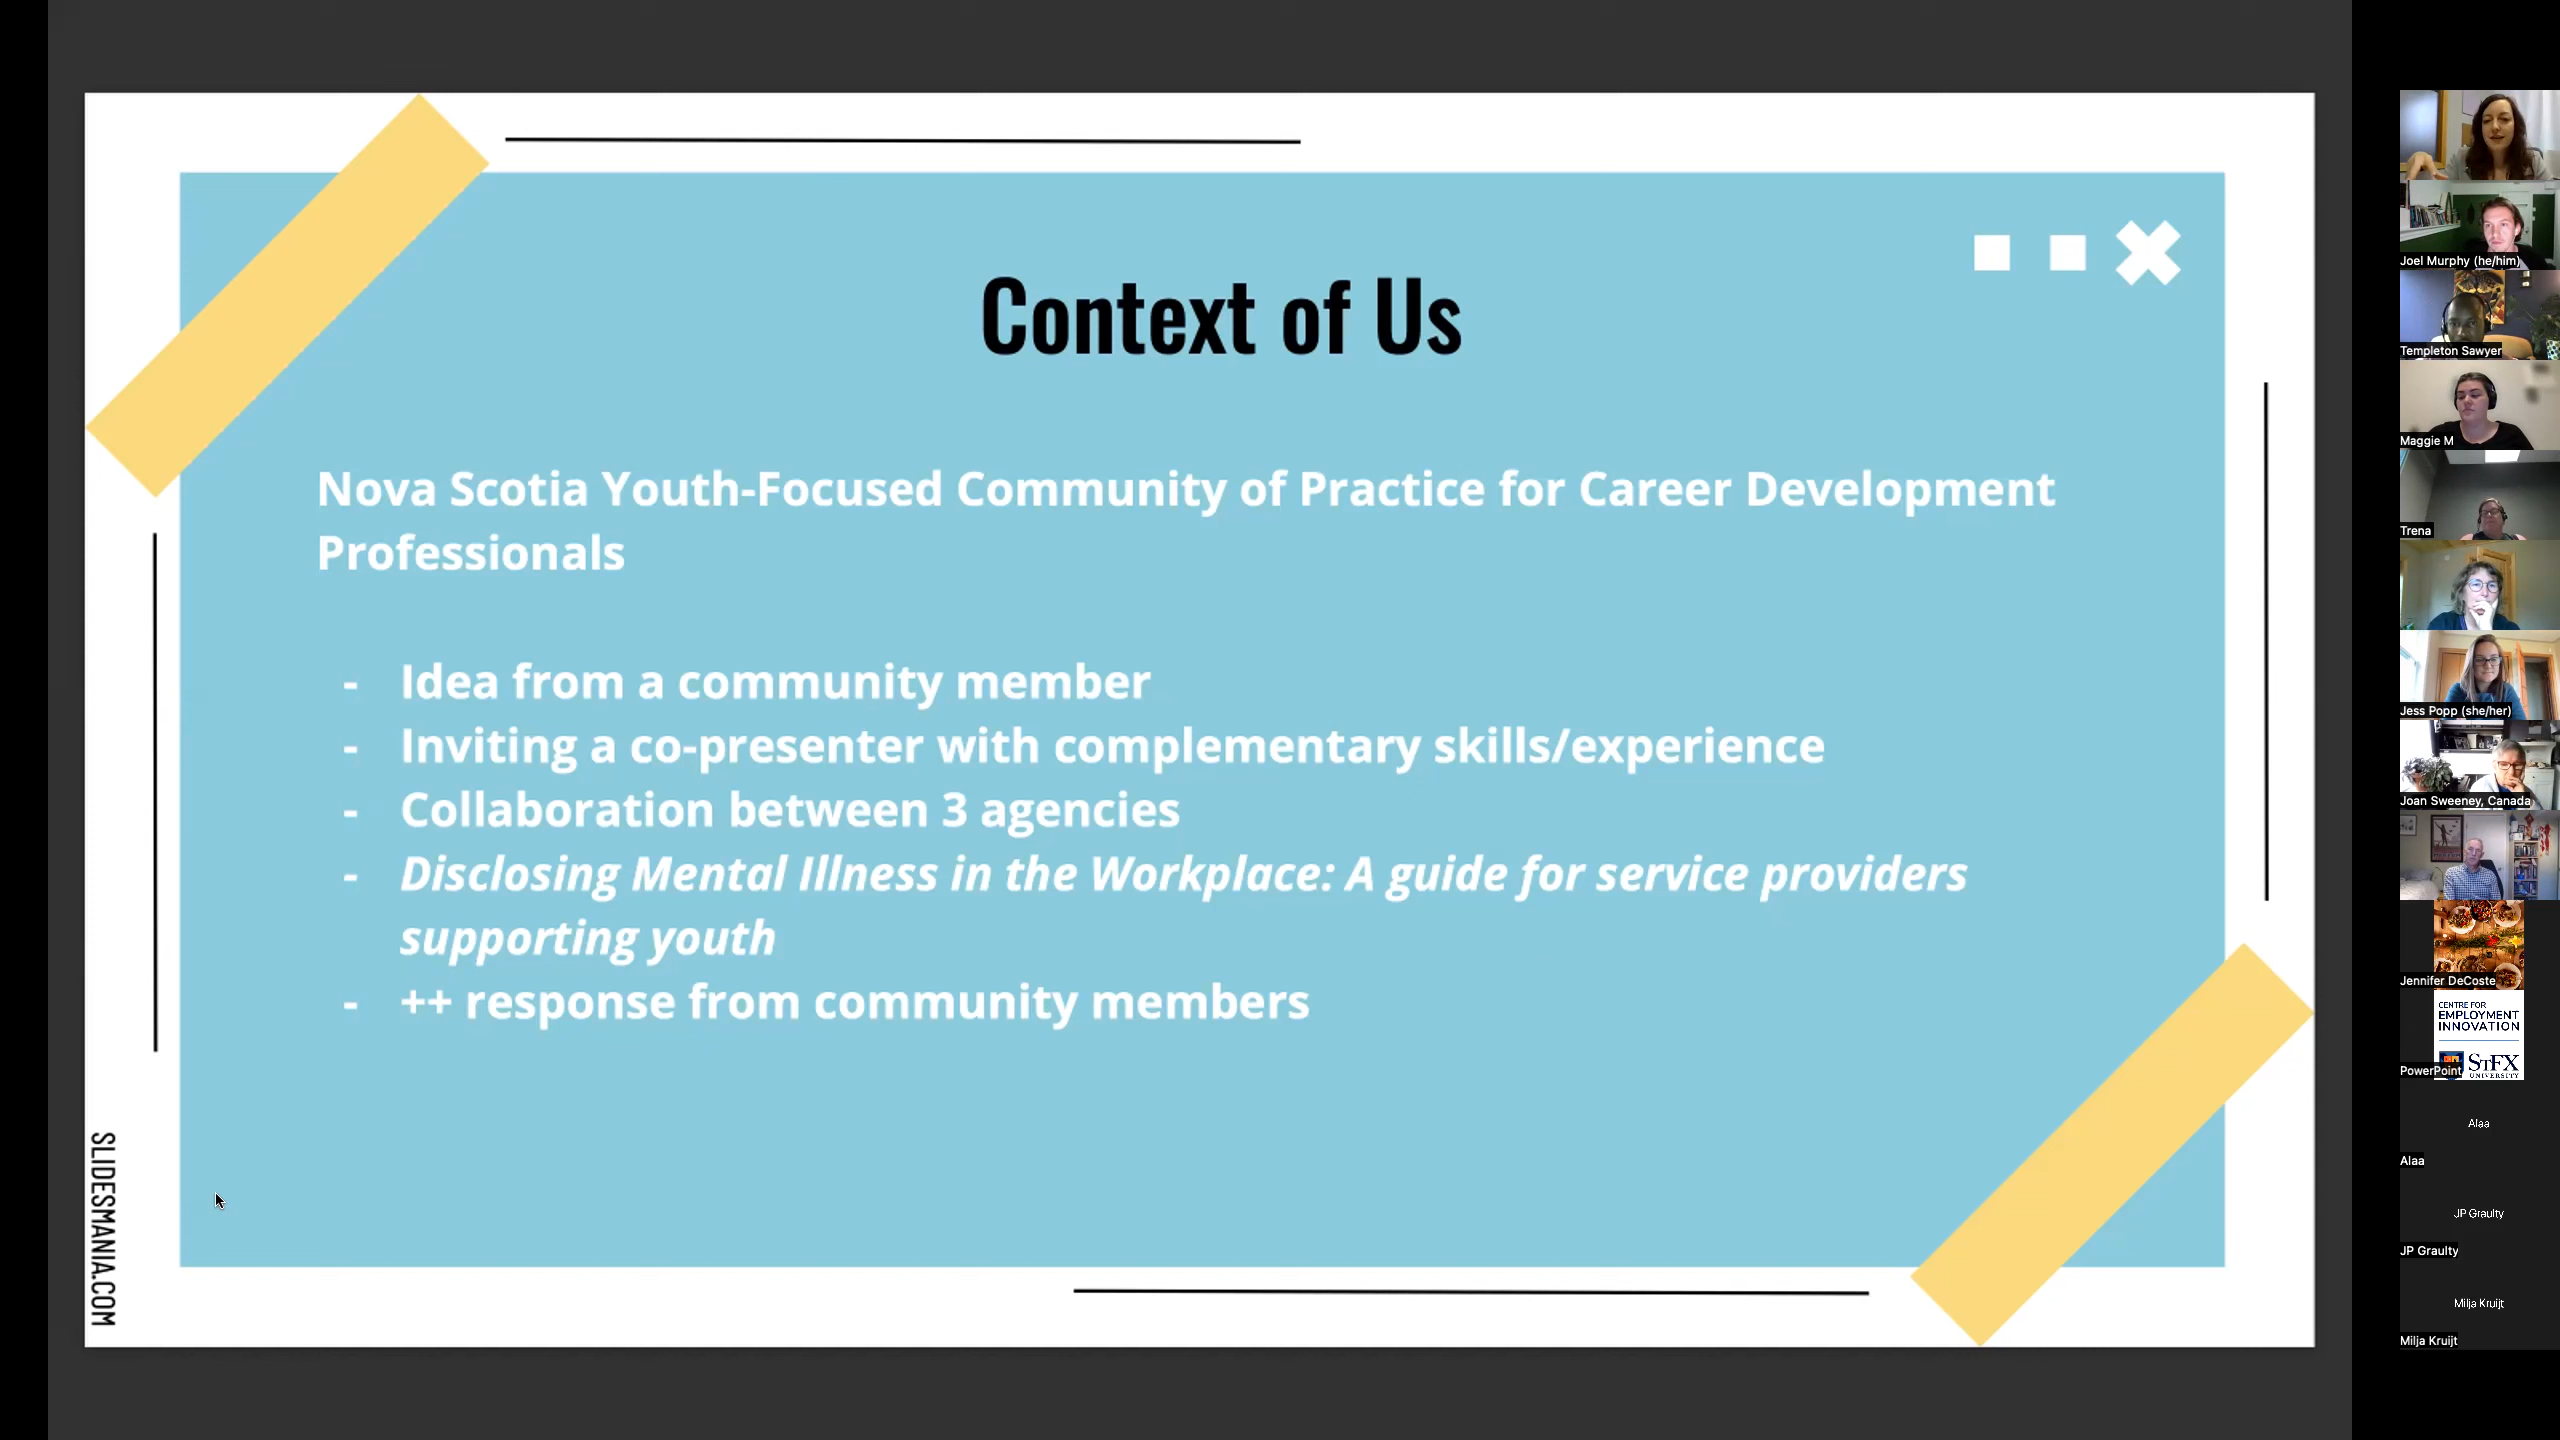 Context of Us
Nova Scotia Youth-Focused Community of Practice for Career Development
Professionals
- Idea from a community member
- Inviting a co-presenter with complementary skills/experience
- Collaboration between 3 agencies
- Disclosing Mental Illness in the Workplace: A guide for service providers
supporting youth
- ++ response from community members
SLIDESMANIA.COM
Joel Murphy (he/him)
Templeton Sawyer
Maggie M
Trena
Jess Popp (she/her)
Joan Sweeney, Canada
Jennifer DeCoste
CENTRE FOR
EMPLOYMENT
INNOVATION
STFX
UNIVERSITY
PowerPoint
Alaa
Alaa
JP Graulty
JP Graulty
Milja Kruijt
Milja Kruijt